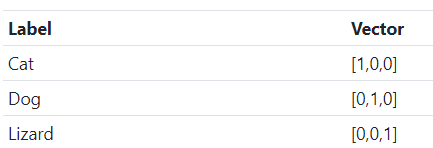 Label Vector
Cat [1,0,0]
Dog [0,1,0]
Lizard [0,0,1]